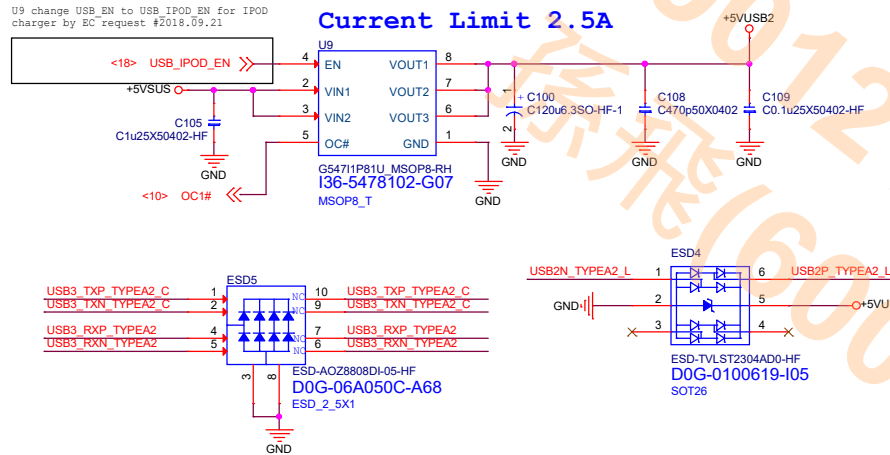 U9 change USB_EN to USB_IPOD_EN for IPOD
charger by EC request #2018.09.21
Current Limit 2.5A
+5VUSB2
U9
<18> USB_IPOD_EN
4 EN VOUT1 8
+5VSUS
2 VIN1 VOUT2 7
3 VIN2 VOUT3 6
5 OC# GND 1
C105
C1u25X50402-HF
GND
1
+ C100
C120u6.3SO-HF-1
2
GND
C108
C470p50X0402
GND
C109
C0.1u25X50402-HF
GND
G547I1P81U_MSOP8-RH
I36-5478102-G07
MSOP8_T
GND
<10> OC1#
ESD5
USB3_TXP_TYPEA2_C 1 NC 10 USB3_TXP_TYPEA2_C
USB3_TXN_TYPEA2_C 2 NC 9 USB3_TXN_TYPEA2_C
USB3_RXP_TYPEA2 4 NC 7 USB3_RXP_TYPEA2
USB3_RXN_TYPEA2 5 NC 6 USB3_RXN_TYPEA2
3 8
ESD-AOZ8808DI-05-HF
D0G-06A050C-A68
ESD_2_5X1
GND
ESD4
USB2N_TYPEA2_L 1 6 USB2P_TYPEA2_L
GND 2 5 +5VU
3 4
ESD-TVLST2304AD0-HF
D0G-0100619-I05
SOT26
012
孫飛(600